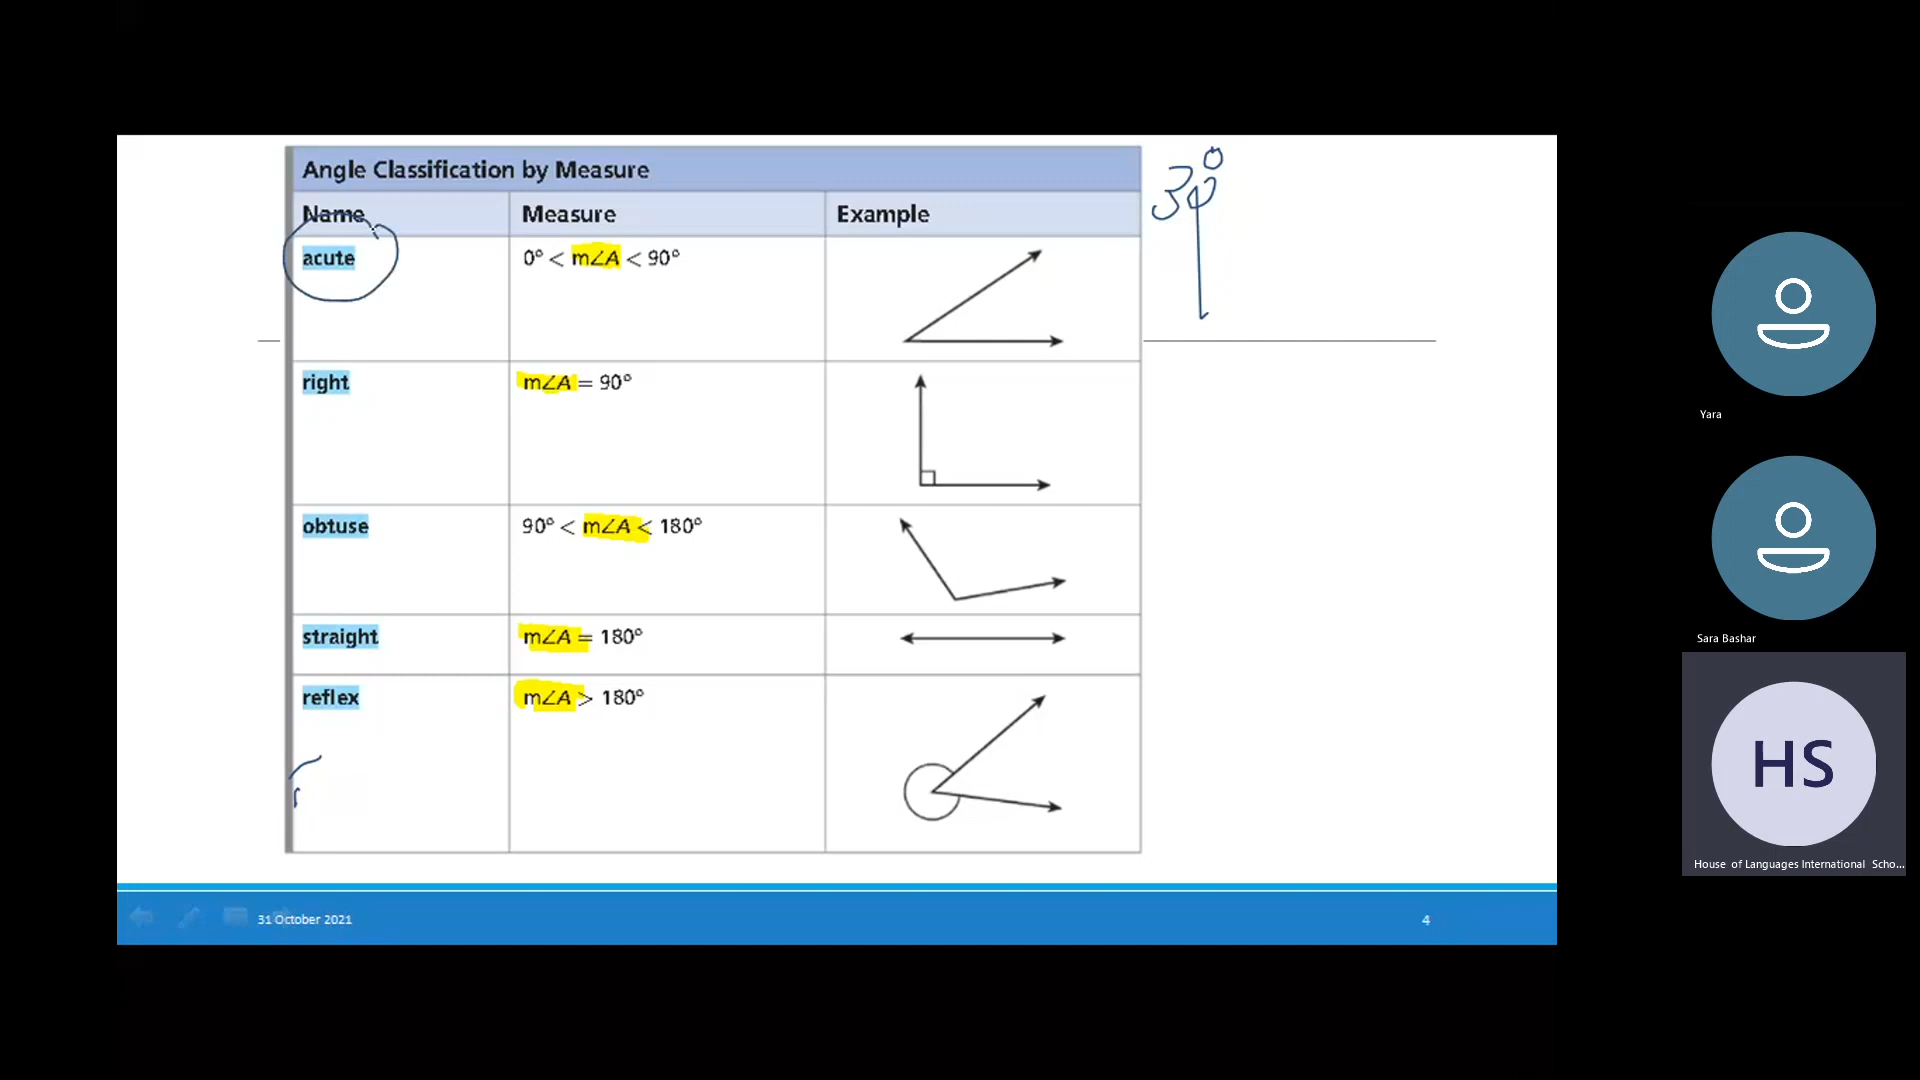 Angle Classification by Measure
Name Measure Example
acute 0° < m∠A < 90°
30°
right m∠A = 90°
obtuse 90° < m∠A < 180°
straight m∠A = 180°
reflex m∠A > 180°
31 October 2021
4
Yara
Sara Bashar
HS
House of Languages International Scho...